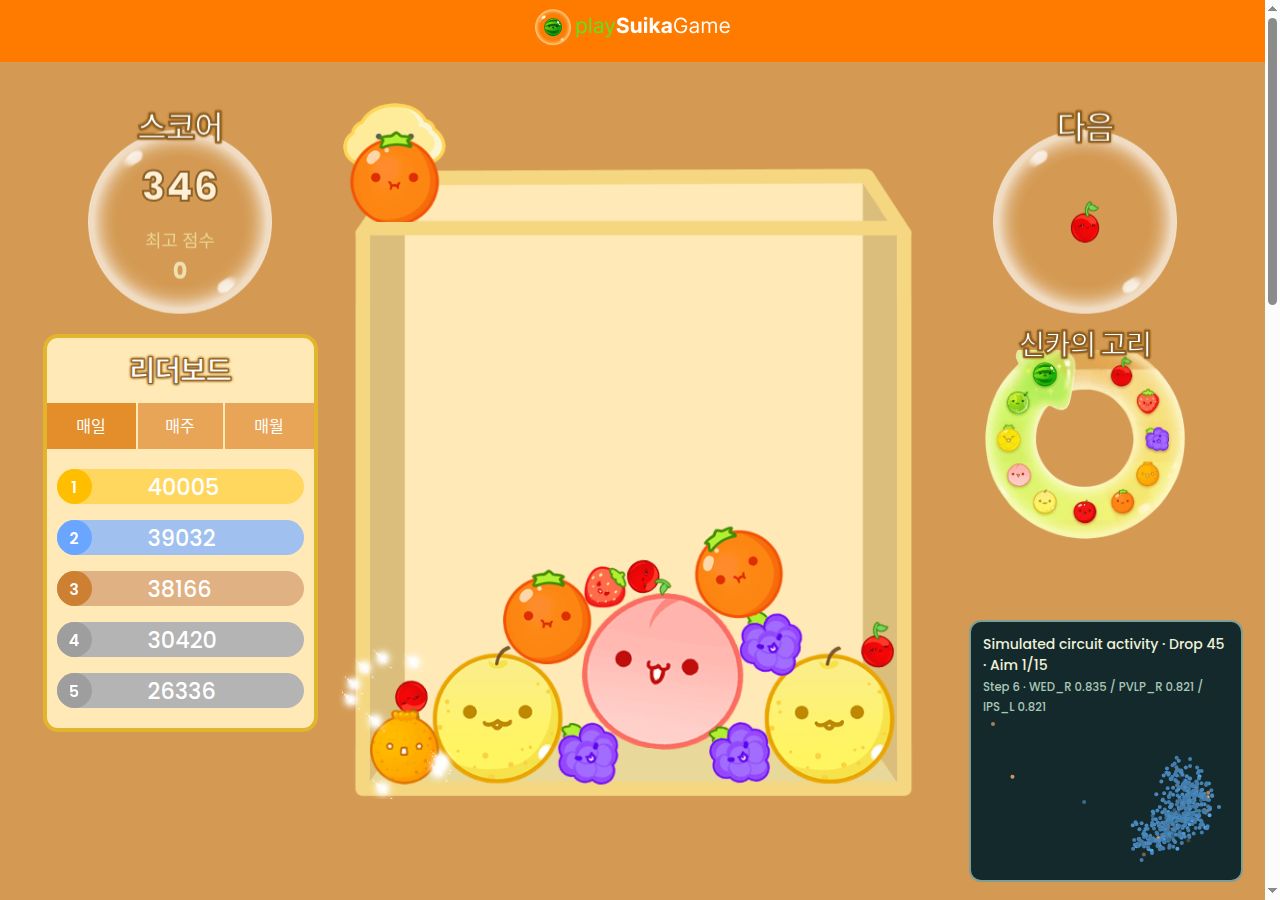 playSuikaGame
스코어
346
최고 점수
0
리더보드
매일 매주 매월
1 40005
2 39032
3 38166
4 30420
5 26336
다음
신카의 고리
Simulated circuit activity · Drop 45
· Aim 1/15
Step 6 · WED_R 0.835 / PVLP_R 0.821 /
IPS_L 0.821